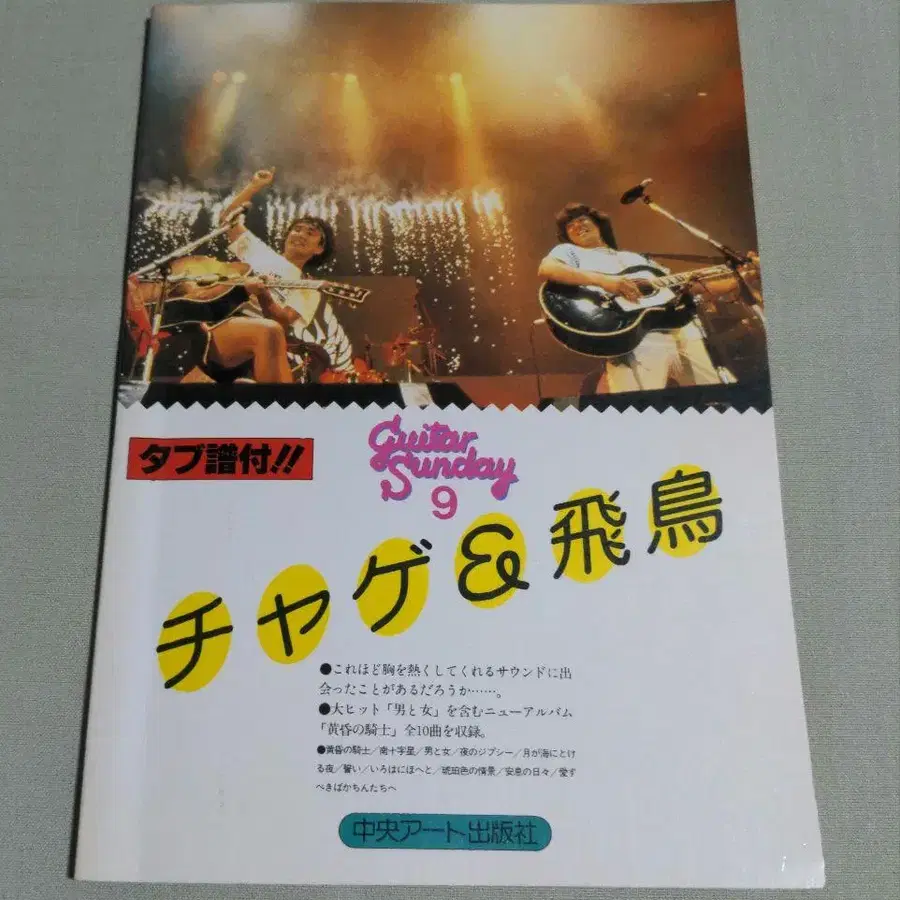 タブ譜付!!
Guitar
Sunday
9
チャゲ&飛鳥
●これほど胸を熱くしてくれるサウンドに出
会ったことがあるだろうか……。
●大ヒット「男と女」を含むニューアルバム
「黄昏の騎士」全10曲を収録。
●黄昏の騎士/南十字星/男と女/夜のジプシー/月が海にとけ
る夜/誓い/いろはにほへと/琥珀色の情景/安息の日々/愛す
べきばかちんたちへ
中央アート出版社